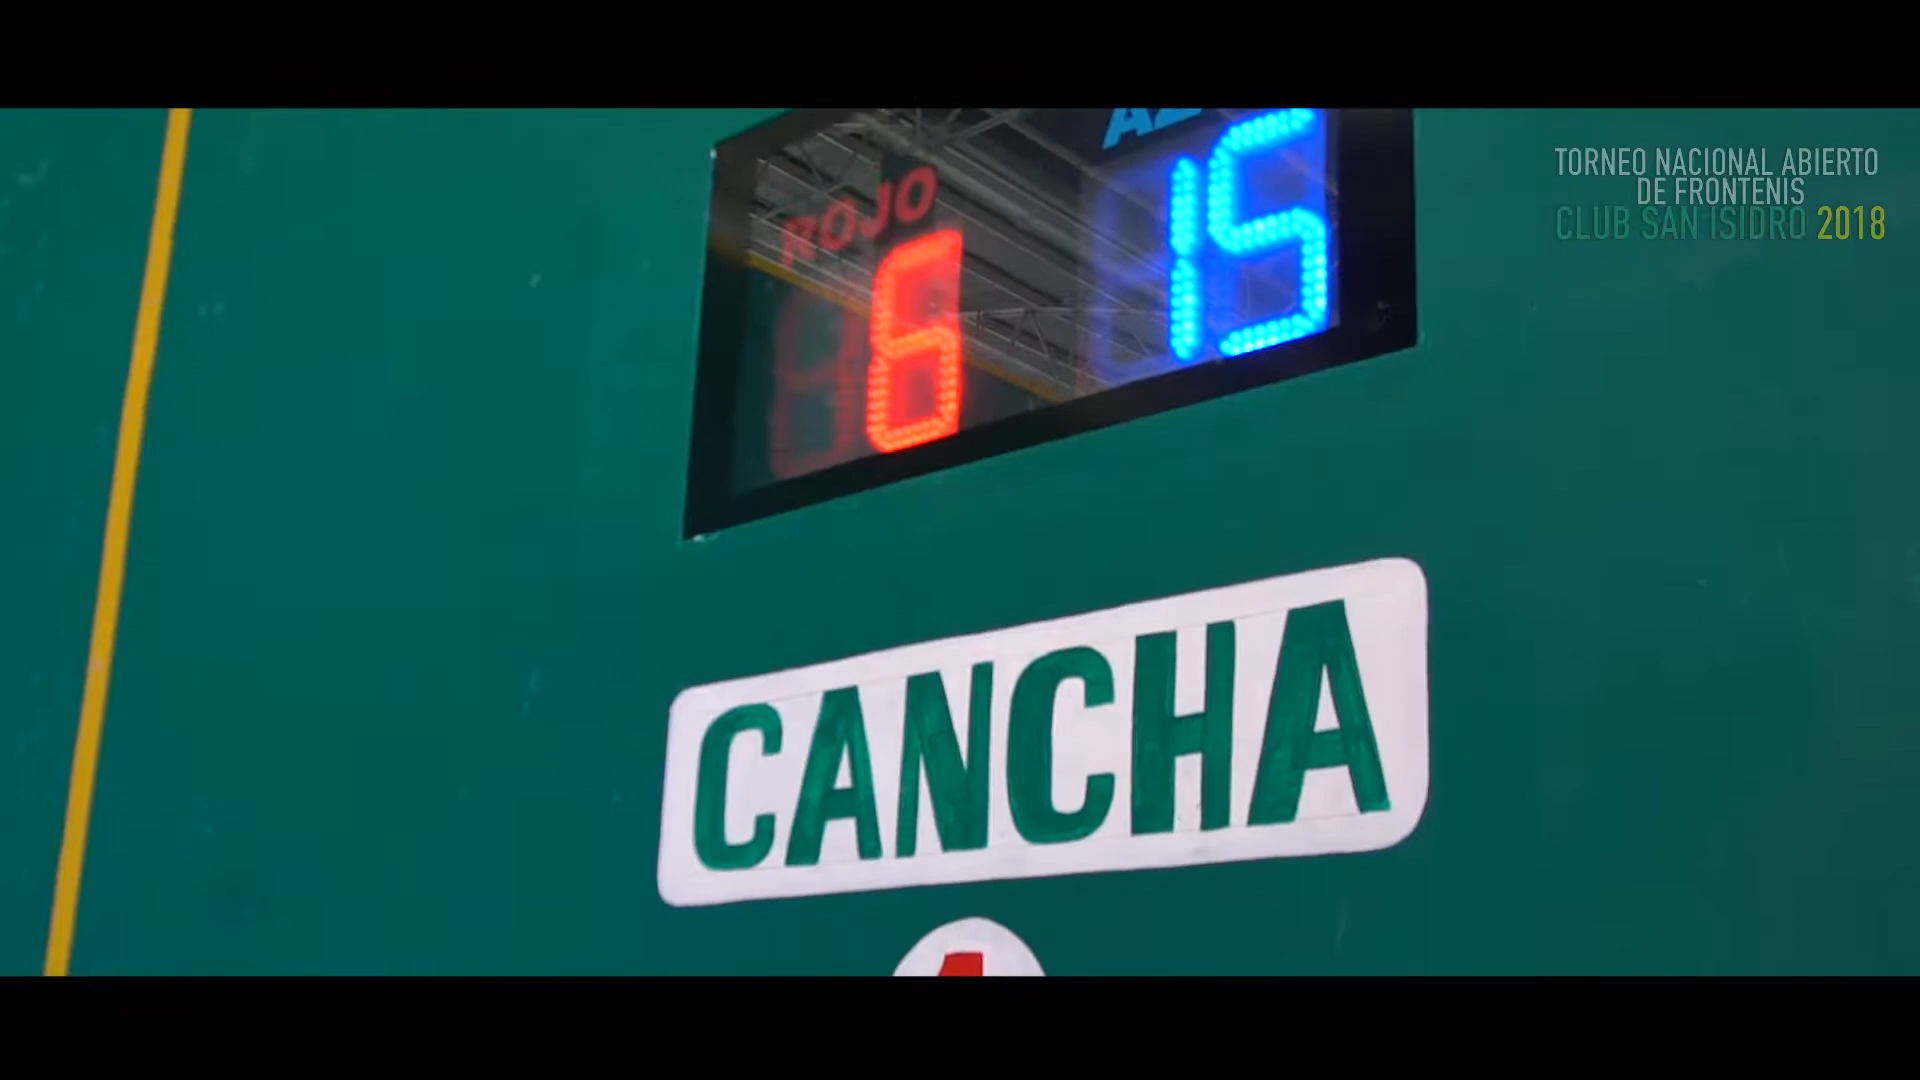 ROJO
6
15
TORNEO NACIONAL ABIERTO
DE FRONTENIS
CLUB SAN ISIDRO 2018
CANCHA